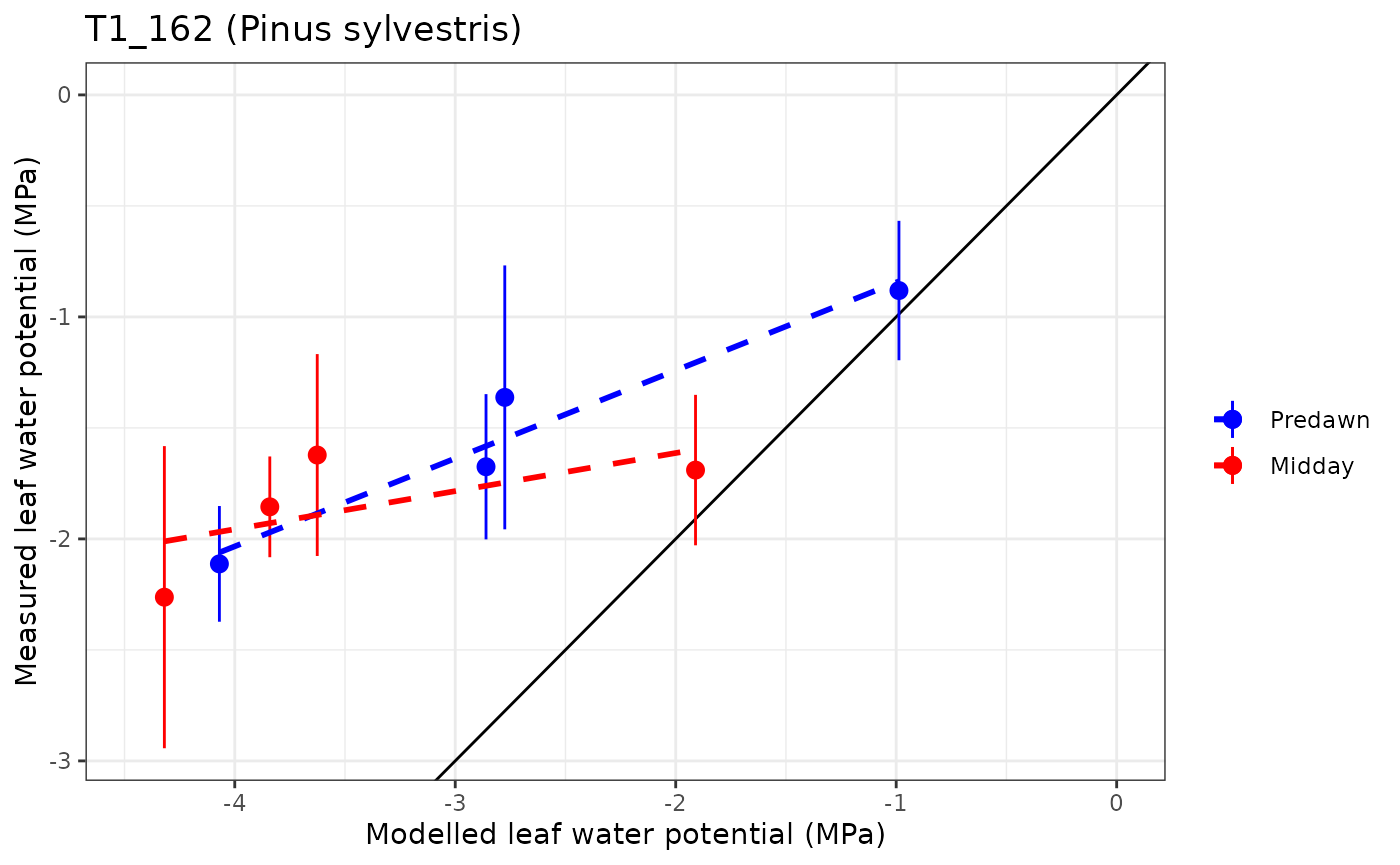 T1_162 (Pinus sylvestris)
Measured leaf water potential (MPa)
0
-1
-2
-3
-4
-3
-2
-1
0
Modelled leaf water potential (MPa)
Predawn
Midday